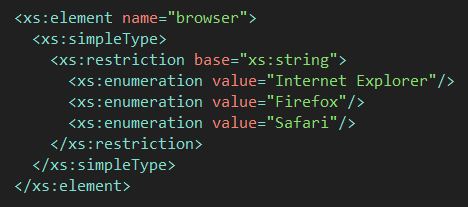 <xs:element name="browser">
  <xs:simpleType>
    <xs:restriction base="xs:string">
      <xs:enumeration value="Internet Explorer"/>
      <xs:enumeration value="Firefox"/>
      <xs:enumeration value="Safari"/>
    </xs:restriction>
  </xs:simpleType>
</xs:element>